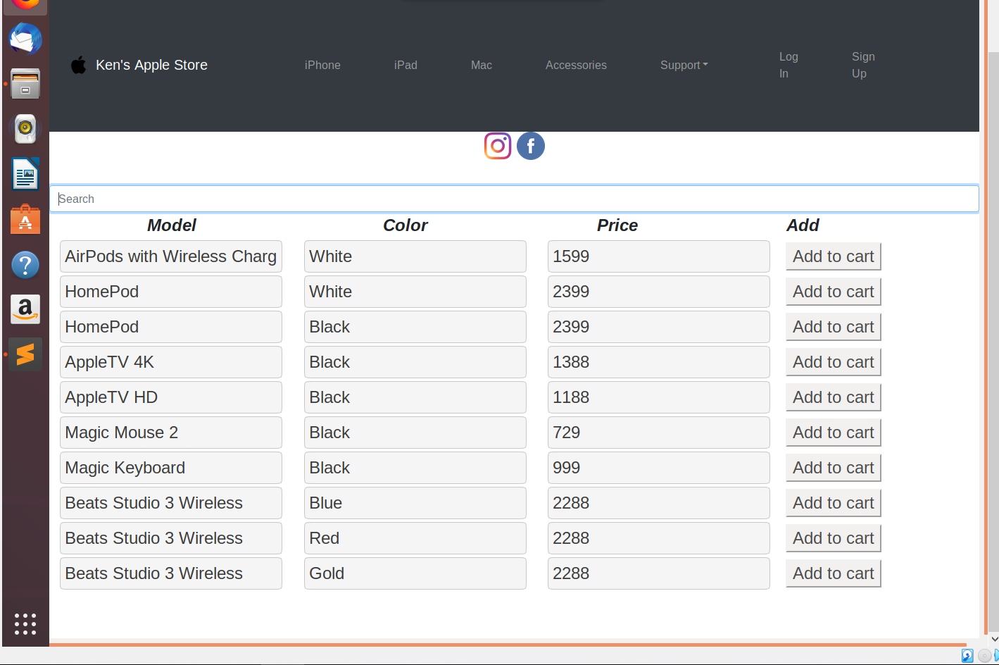 Ken's Apple Store iPhone iPad Mac Accessories Support Log In Sign Up
Search
Model Color Price Add
AirPods with Wireless Charg White 1599 Add to cart
HomePod White 2399 Add to cart
HomePod Black 2399 Add to cart
AppleTV 4K Black 1388 Add to cart
AppleTV HD Black 1188 Add to cart
Magic Mouse 2 Black 729 Add to cart
Magic Keyboard Black 999 Add to cart
Beats Studio 3 Wireless Blue 2288 Add to cart
Beats Studio 3 Wireless Red 2288 Add to cart
Beats Studio 3 Wireless Gold 2288 Add to cart